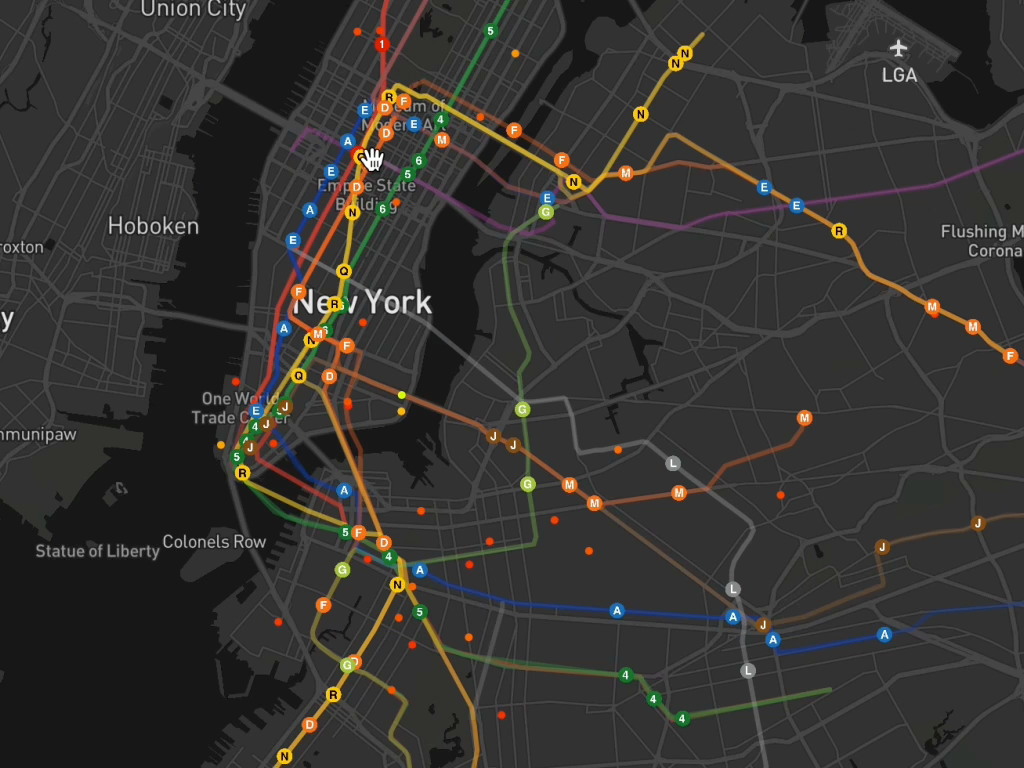 Union City
5
1
N
N
LGA
R
D
F
E
E
4
N
D
F
M
A
6
F
E
5
M
N
D
Empire State
Building
E
A
6
N
E
G
E
R
Hoboken
E
Flushing M
Corona
roxton
Q
F
New York
R
M
y
A
M
6
M
N
F
F
Q
D
One World
Trade Center
E
J
4
J
G
M
J
J
mmunipaw
5
R
L
M
G
M
M
A
J
Statue of Liberty
Colonels Row
5
F
D
4
J
G
A
N
L
F
5
A
A
J
A
A
G
L
4
R
4
4
D
N